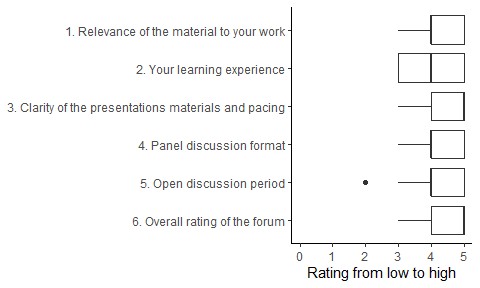 1. Relevance of the material to your work
2. Your learning experience
3. Clarity of the presentations materials and pacing
4. Panel discussion format
5. Open discussion period
6. Overall rating of the forum
0 1 2 3 4 5
Rating from low to high